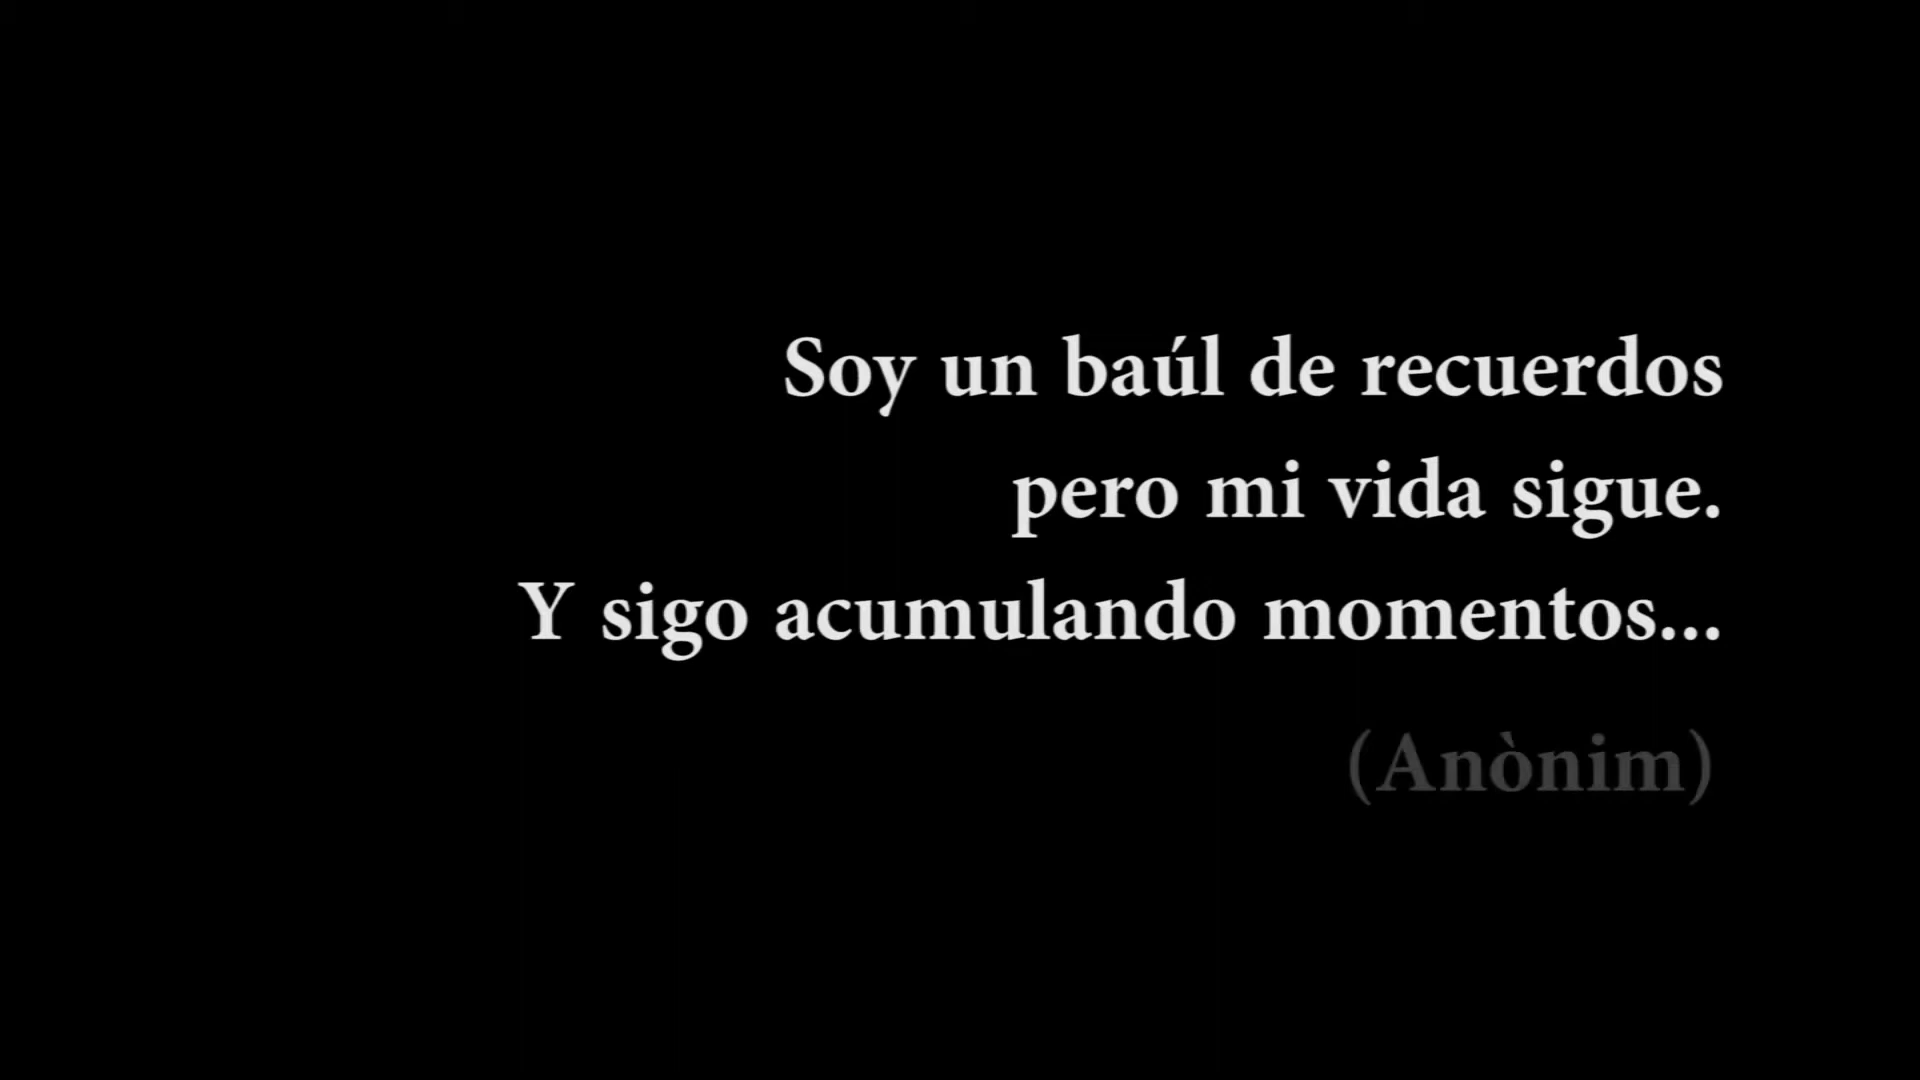 Soy un baúl de recuerdos
pero mi vida sigue.
Y sigo acumulando momentos...
(Anònim)